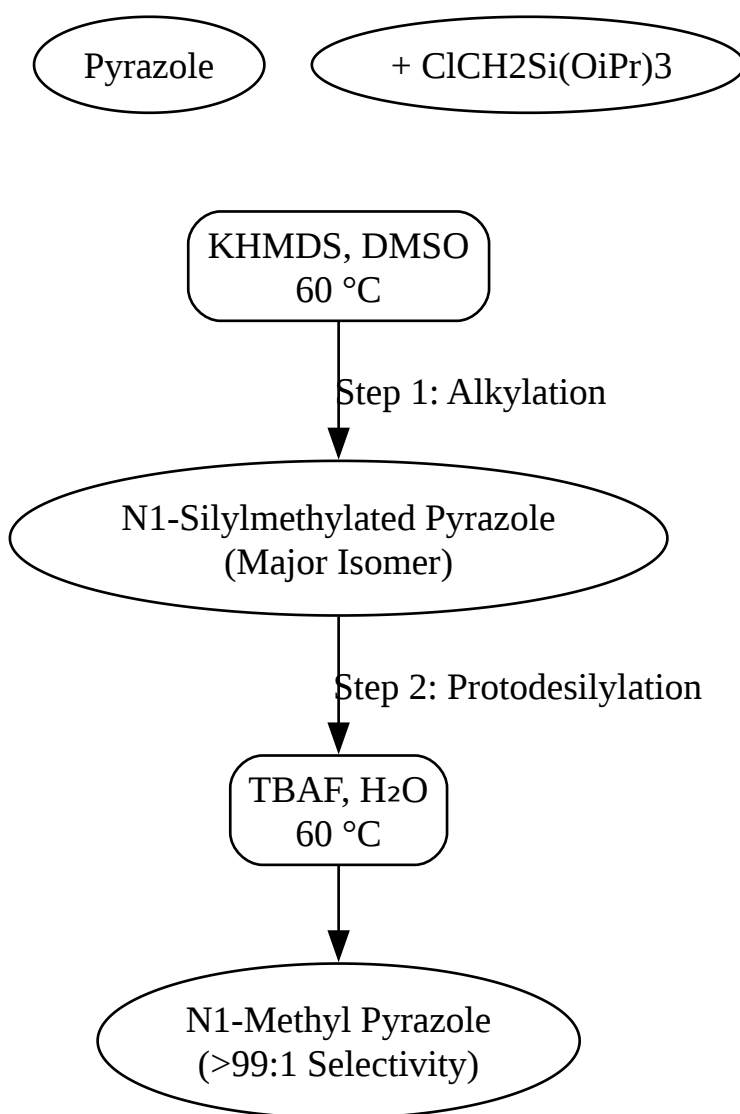 Pyrazole
+ ClCH2Si(OiPr)3
KHMDS, DMSO
60 °C
Step 1: Alkylation
N1-Silylmethylated Pyrazole
(Major Isomer)
Step 2: Protodesilylation
TBAF, H₂O
60 °C
N1-Methyl Pyrazole
(>99:1 Selectivity)